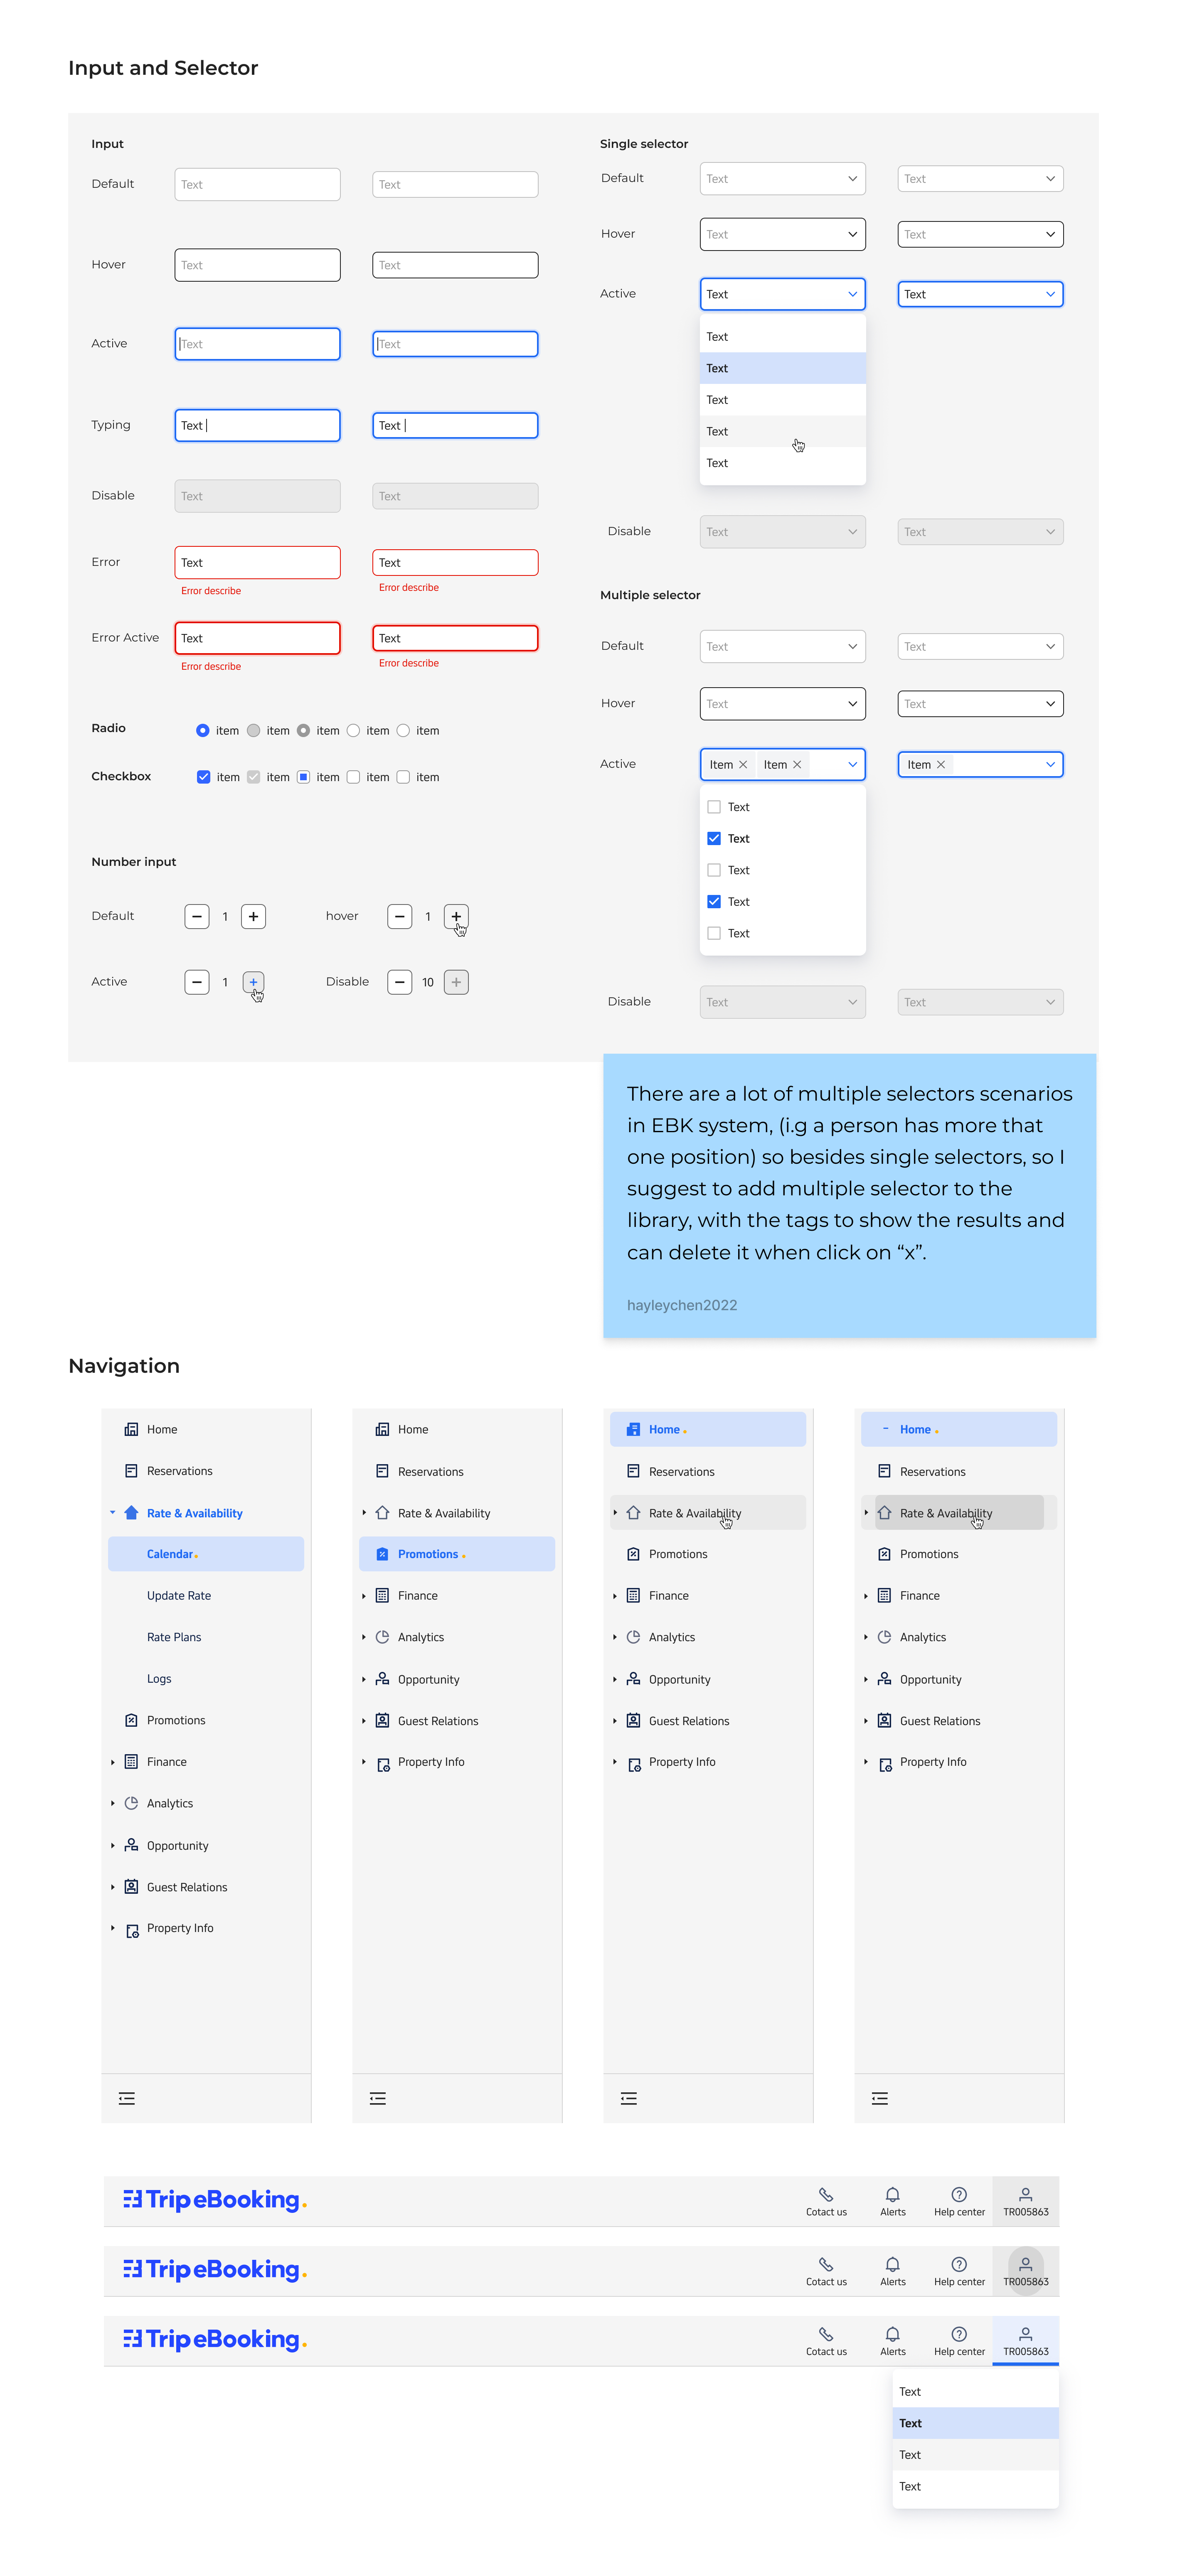 Input and Selector
Input
Default
Text
Text
Hover
Text
Text
Active
Text
Text
Typing
Text
Text
Disable
Text
Text
Error
Text
Text
Error describe
Error describe
Error Active
Text
Text
Error describe
Error describe
Radio
item
item
item
item
item
Checkbox
item
item
item
item
item
Number input
Default
1
hover
1
Active
1
Disable
10
Single selector
Default
Text
Text
Hover
Text
Text
Active
Text
Text
Text
Text
Text
Text
Text
Disable
Text
Text
Multiple selector
Default
Text
Text
Hover
Text
Text
Active
Item
Item
Item
Text
Text
Text
Text
Text
Disable
Text
Text
There are a lot of multiple selectors scenarios
in EBK system, (i.g a person has more that
one position) so besides single selectors, so I
suggest to add multiple selector to the
library, with the tags to show the results and
can delete it when click on “x”.
hayleychen2022
Navigation
Home
Reservations
Rate & Availability
Calendar
Update Rate
Rate Plans
Logs
Promotions
Finance
Analytics
Opportunity
Guest Relations
Property Info
Home
Reservations
Rate & Availability
Promotions
Finance
Analytics
Opportunity
Guest Relations
Property Info
Home
Reservations
Rate & Availability
Promotions
Finance
Analytics
Opportunity
Guest Relations
Property Info
Home
Reservations
Rate & Availability
Promotions
Finance
Analytics
Opportunity
Guest Relations
Property Info
Trip eBooking.
Cotact us
Alerts
Help center
TR005863
Trip eBooking.
Cotact us
Alerts
Help center
TR005863
Trip eBooking.
Cotact us
Alerts
Help center
TR005863
Text
Text
Text
Text